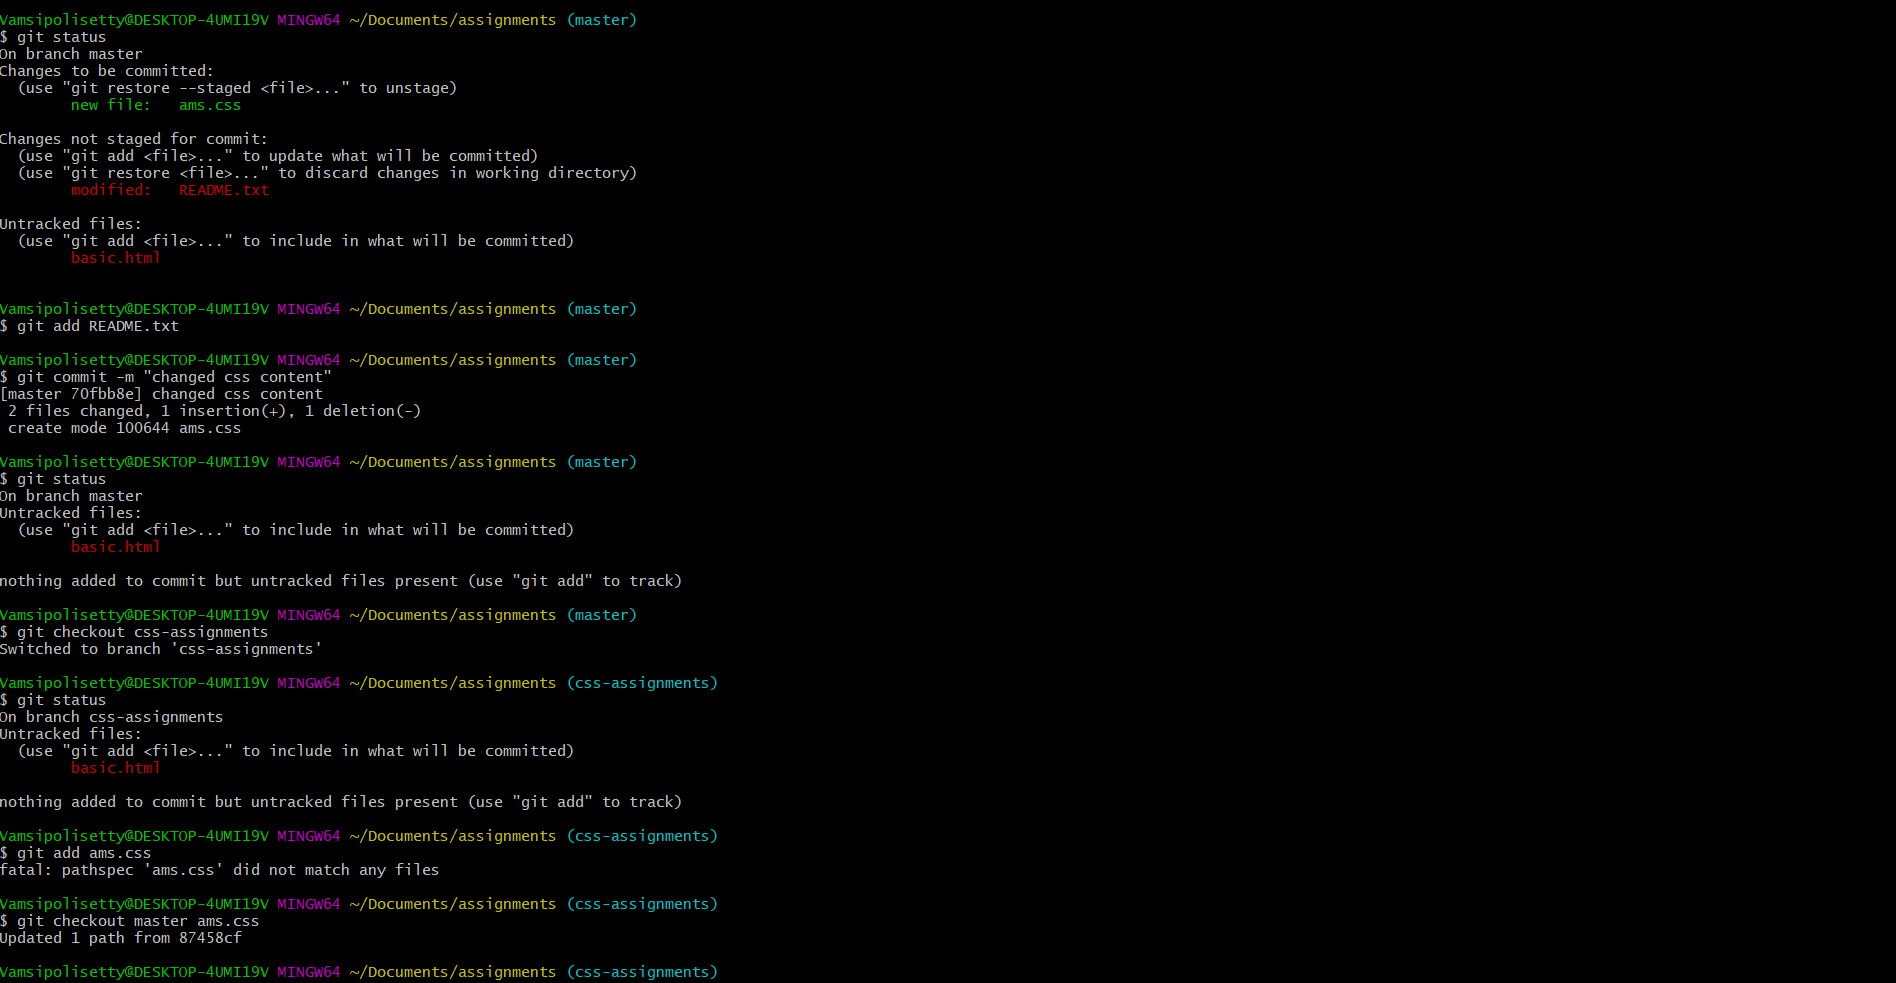 Vamsipolisetty@DESKTOP-4UMI19V MINGW64 ~/Documents/assignments (master)
$ git status
On branch master
Changes to be committed:
  (use "git restore --staged <file>..." to unstage)
        new file:   ams.css

Changes not staged for commit:
  (use "git add <file>..." to update what will be committed)
  (use "git restore <file>..." to discard changes in working directory)
        modified:   README.txt

Untracked files:
  (use "git add <file>..." to include in what will be committed)
        basic.html

Vamsipolisetty@DESKTOP-4UMI19V MINGW64 ~/Documents/assignments (master)
$ git add README.txt

Vamsipolisetty@DESKTOP-4UMI19V MINGW64 ~/Documents/assignments (master)
$ git commit -m "changed css content"
[master 70fbb8e] changed css content
 2 files changed, 1 insertion(+), 1 deletion(-)
 create mode 100644 ams.css

Vamsipolisetty@DESKTOP-4UMI19V MINGW64 ~/Documents/assignments (master)
$ git status
On branch master
Untracked files:
  (use "git add <file>..." to include in what will be committed)
        basic.html

nothing added to commit but untracked files present (use "git add" to track)

Vamsipolisetty@DESKTOP-4UMI19V MINGW64 ~/Documents/assignments (master)
$ git checkout css-assignments
Switched to branch 'css-assignments'

Vamsipolisetty@DESKTOP-4UMI19V MINGW64 ~/Documents/assignments (css-assignments)
$ git status
On branch css-assignments
Untracked files:
  (use "git add <file>..." to include in what will be committed)
        basic.html

nothing added to commit but untracked files present (use "git add" to track)

Vamsipolisetty@DESKTOP-4UMI19V MINGW64 ~/Documents/assignments (css-assignments)
$ git add ams.css
fatal: pathspec 'ams.css' did not match any files

Vamsipolisetty@DESKTOP-4UMI19V MINGW64 ~/Documents/assignments (css-assignments)
$ git checkout master ams.css
Updated 1 path from 87458cf

Vamsipolisetty@DESKTOP-4UMI19V MINGW64 ~/Documents/assignments (css-assignments)